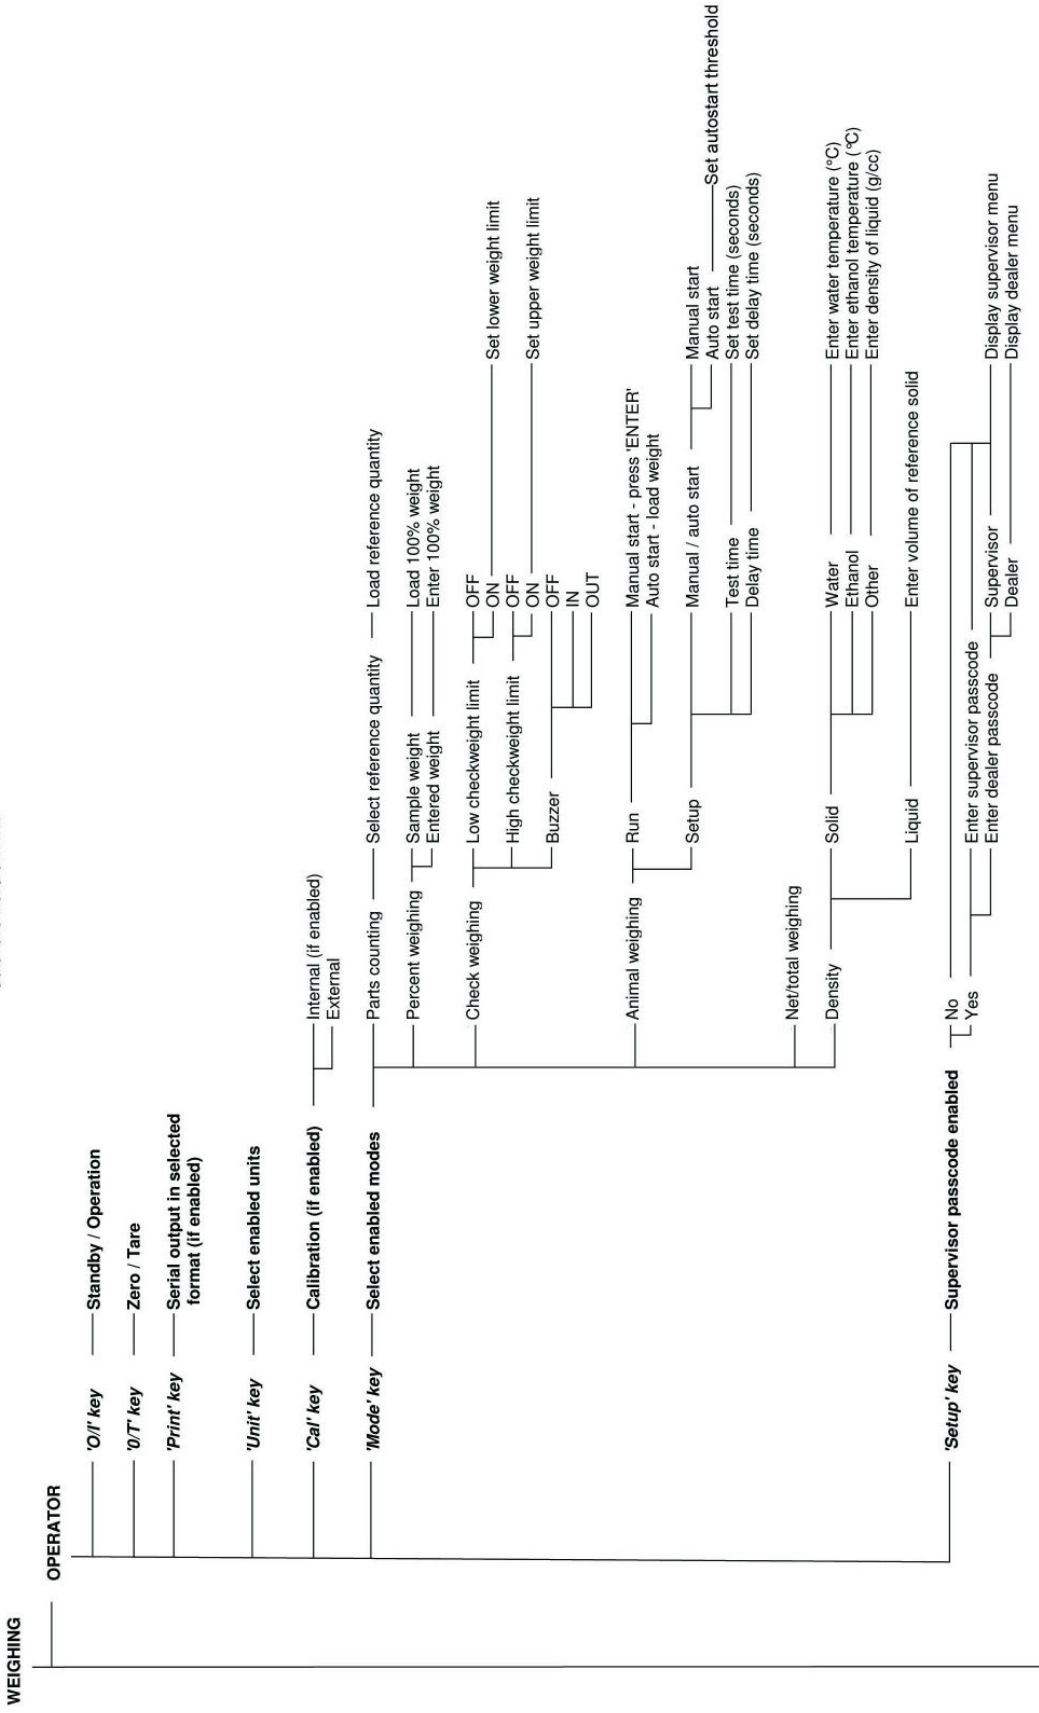 WEIGHING
OPERATOR
'O/I' key
Standby / Operation
'0/T' key
Zero / Tare
'Print' key
Serial output in selected
format (if enabled)
'Unit' key
Select enabled units
'Cal' key
Calibration (if enabled)
Internal (if enabled)
External
'Mode' key
Select enabled modes
Parts counting
Select reference quantity
Load reference quantity
Percent weighing
Sample weight
Load 100% weight
Entered weight
Enter 100% weight
Check weighing
Low checkweight limit
OFF
ON
Set lower weight limit
High checkweight limit
OFF
ON
Set upper weight limit
Buzzer
OFF
IN
OUT
Animal weighing
Run
Manual start - press 'ENTER'
Auto start - load weight
Setup
Manual / auto start
Manual start
Auto start
Set autostart threshold
Test time
Set test time (seconds)
Delay time
Set delay time (seconds)
Net/total weighing
Density
Solid
Water
Enter water temperature (°C)
Ethanol
Enter ethanol temperature (°C)
Other
Enter density of liquid (g/cc)
Liquid
Enter volume of reference solid
'Setup' key
Supervisor passcode enabled
No
Yes
Enter supervisor passcode
Enter dealer passcode
Supervisor
Display supervisor menu
Dealer
Display dealer menu